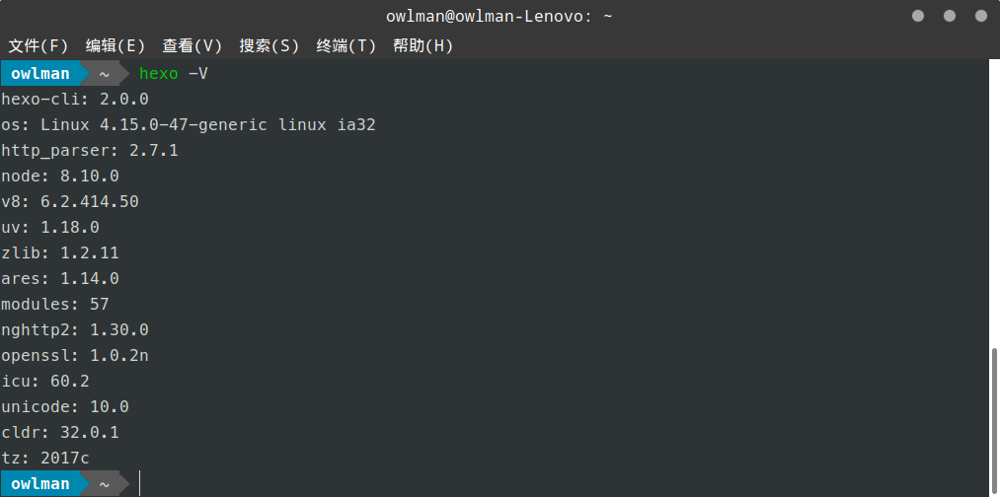 owlman@owlman-Lenovo: ~
文件(F) 编辑(E) 查看(V) 搜索(S) 终端(T) 帮助(H)
owlman ~ hexo -V
hexo-cli: 2.0.0
os: Linux 4.15.0-47-generic linux ia32
http_parser: 2.7.1
node: 8.10.0
v8: 6.2.414.50
uv: 1.18.0
zlib: 1.2.11
ares: 1.14.0
modules: 57
nghttp2: 1.30.0
openssl: 1.0.2n
icu: 60.2
unicode: 10.0
cldr: 32.0.1
tz: 2017c
owlman ~